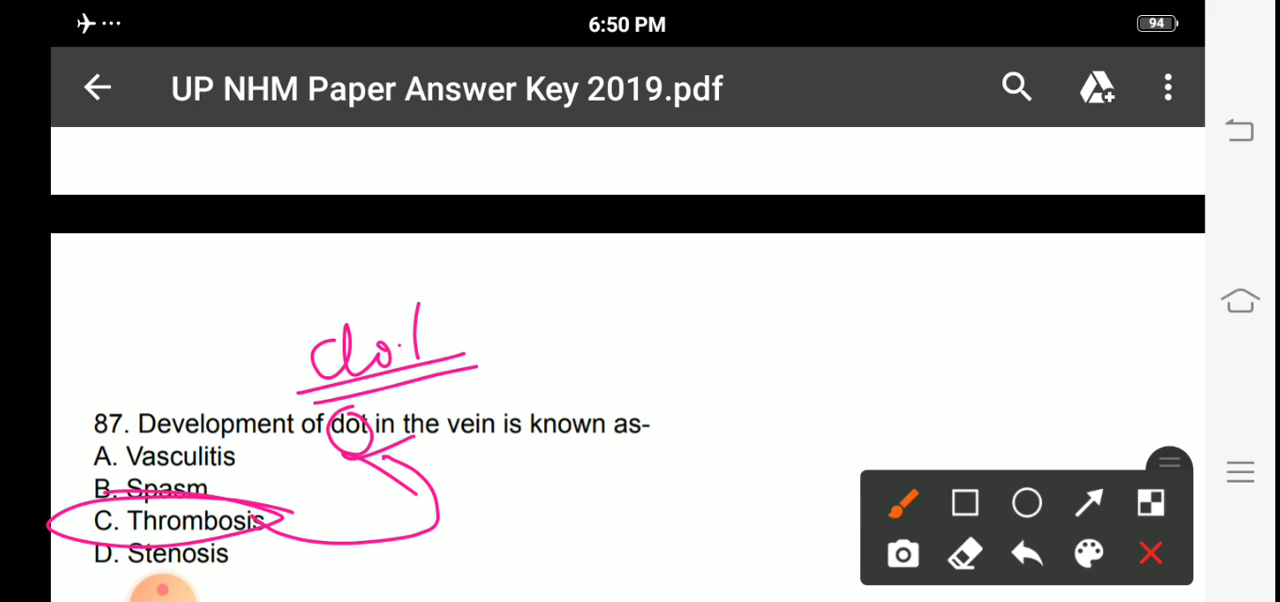 6:50 PM
94
UP NHM Paper Answer Key 2019.pdf
clot
87. Development of dot in the vein is known as-
A. Vasculitis
B. Spasm
C. Thrombosis
D. Stenosis